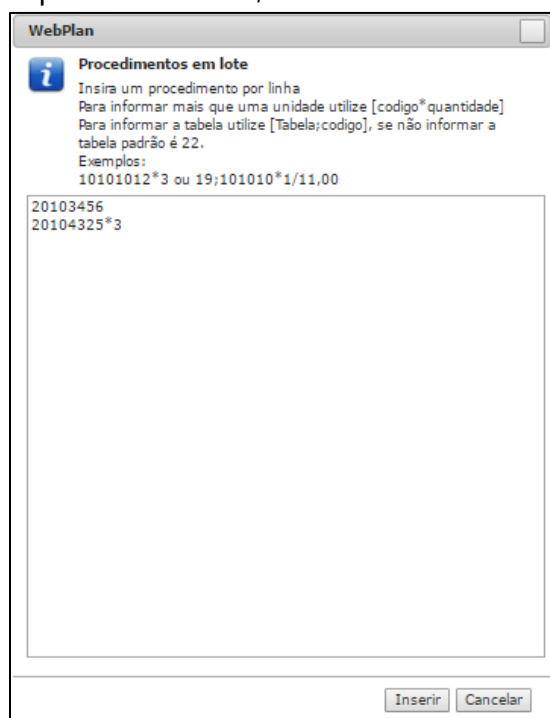 WebPlan
Procedimentos em lote
Insira um procedimento por linha
Para informar mais que uma unidade utilize [codigo*quantidade]
Para informar a tabela utilize [Tabela;codigo], se não informar a
tabela padrão é 22.
Exemplos:
10101012*3 ou 19;101010*1/11,00
20103456
20104325*3
Inserir Cancelar